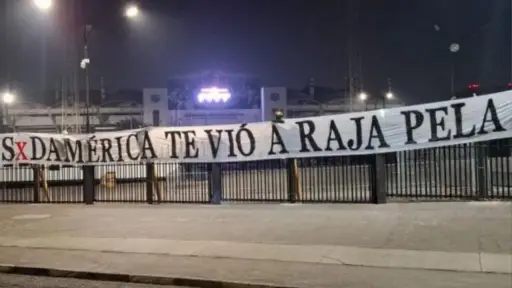 SxDAMÉRICA TE VIÓ A RAJA PELA